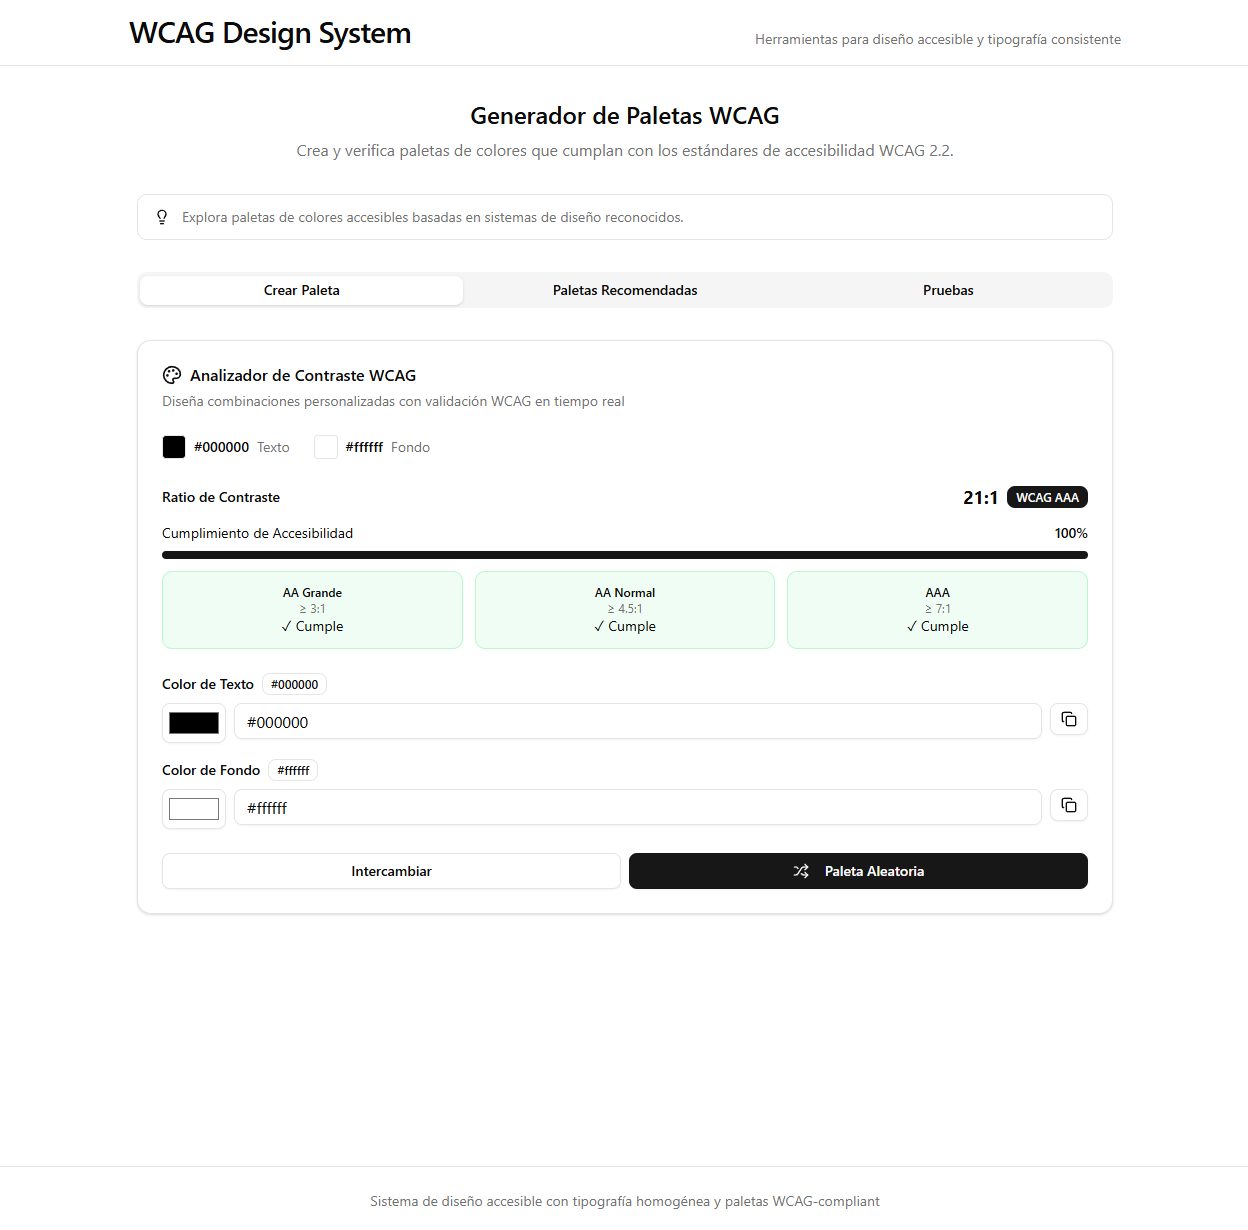 WCAG Design System
Herramientas para diseño accesible y tipografía consistente
Generador de Paletas WCAG
Crea y verifica paletas de colores que cumplan con los estándares de accesibilidad WCAG 2.2.
Explora paletas de colores accesibles basadas en sistemas de diseño reconocidos.
Crear Paleta
Paletas Recomendadas
Pruebas
Analizador de Contraste WCAG
Diseña combinaciones personalizadas con validación WCAG en tiempo real
#000000 Texto
#ffffff Fondo
Ratio de Contraste
21:1 WCAG AAA
Cumplimiento de Accesibilidad
100%
AA Grande
≥ 3:1
✓ Cumple
AA Normal
≥ 4.5:1
✓ Cumple
AAA
≥ 7:1
✓ Cumple
Color de Texto #000000
#000000
Color de Fondo #ffffff
#ffffff
Intercambiar
Paleta Aleatoria
Sistema de diseño accesible con tipografía homogénea y paletas WCAG-compliant